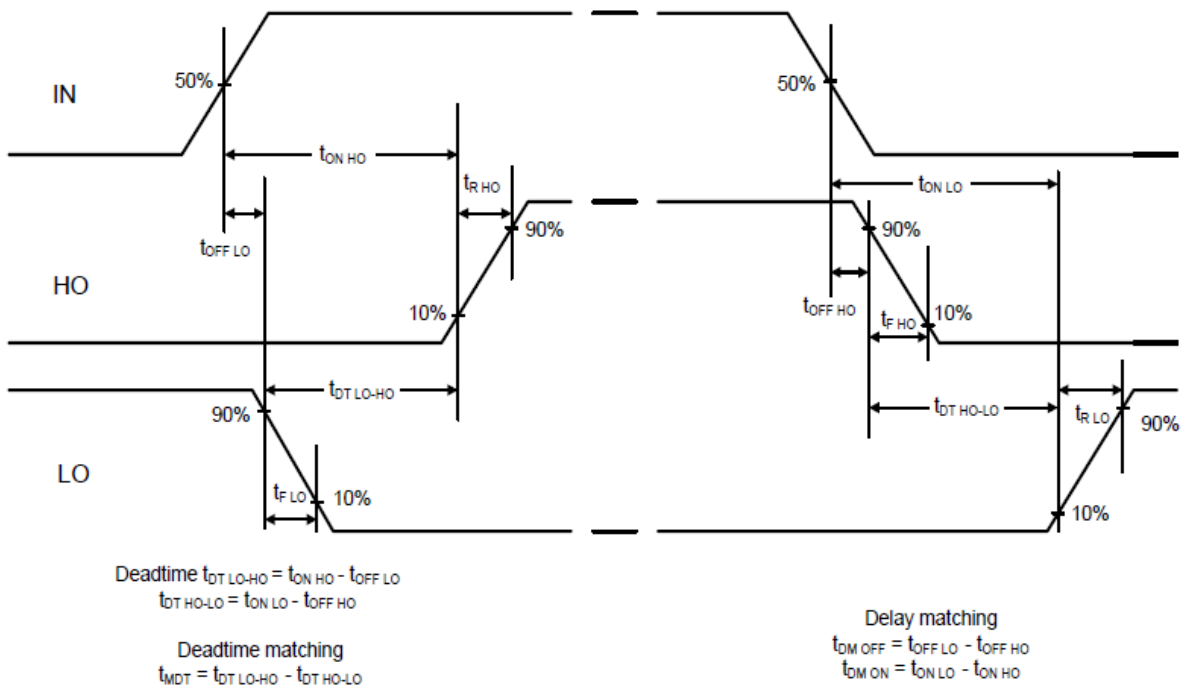 50%
IN
50%
tON HO
tR HO
tON LO
tOFF LO
90%
90%
HO
tOFF HO
10%
tF HO
10%
tDT LO-HO
90%
tDT HO-LO
tR LO
90%
LO
tF LO
10%
10%
Deadtime tDT LO-HO = tON HO - tOFF LO
tDT HO-LO = tON LO - tOFF HO
Deadtime matching
tMDT = tDT LO-HO - tDT HO-LO
Delay matching
tDM OFF = tOFF LO - tOFF HO
tDM ON = tON LO - tON HO